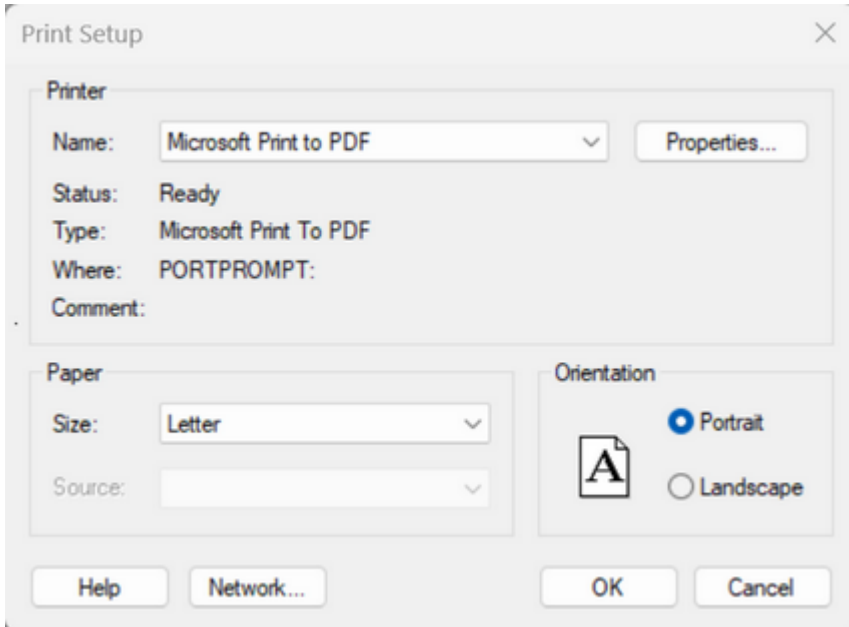 Print Setup
Printer
Name: Microsoft Print to PDF Properties...
Status: Ready
Type: Microsoft Print To PDF
Where: PORTPROMPT:
Comment:
Paper
Size: Letter
Source:
Orientation
Portrait
A
Landscape
Help Network... OK Cancel